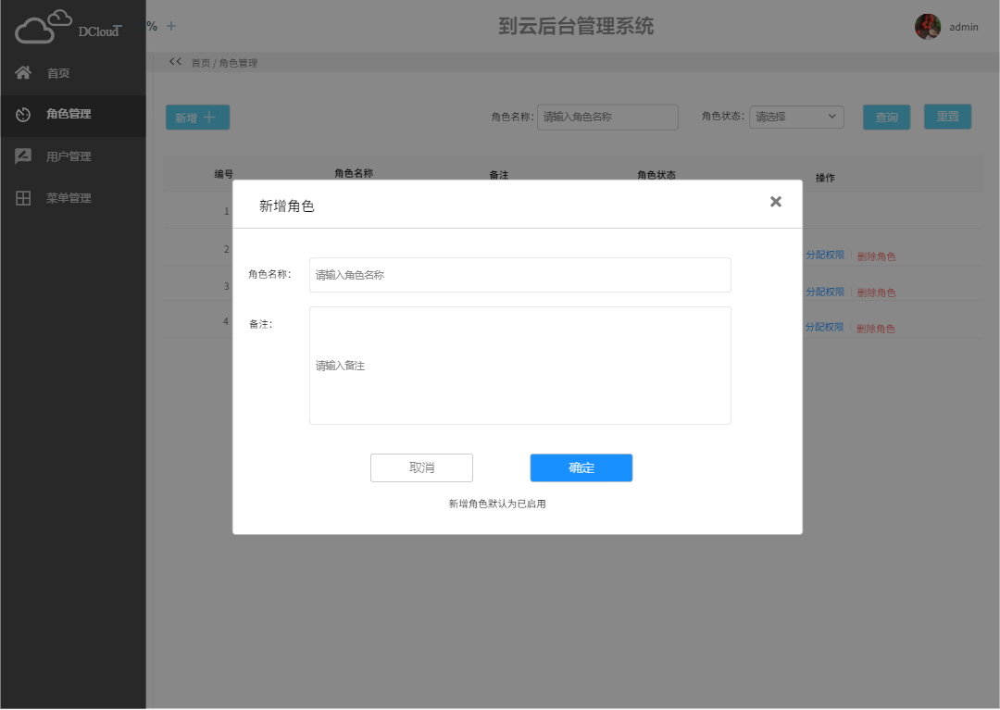 DCloud
% +
到云后台管理系统
admin
首页
首页 / 角色管理
角色管理
用户管理
菜单管理
新增
角色名称:
请输入角色名称
角色状态:
请选择
查询
重置
编号
角色名称
备注
角色状态
操作
1
2
分配权限
删除角色
3
分配权限
删除角色
4
分配权限
删除角色
新增角色
角色名称:
请输入角色名称
备注:
请输入备注
取消
确定
新增角色默认为已启用